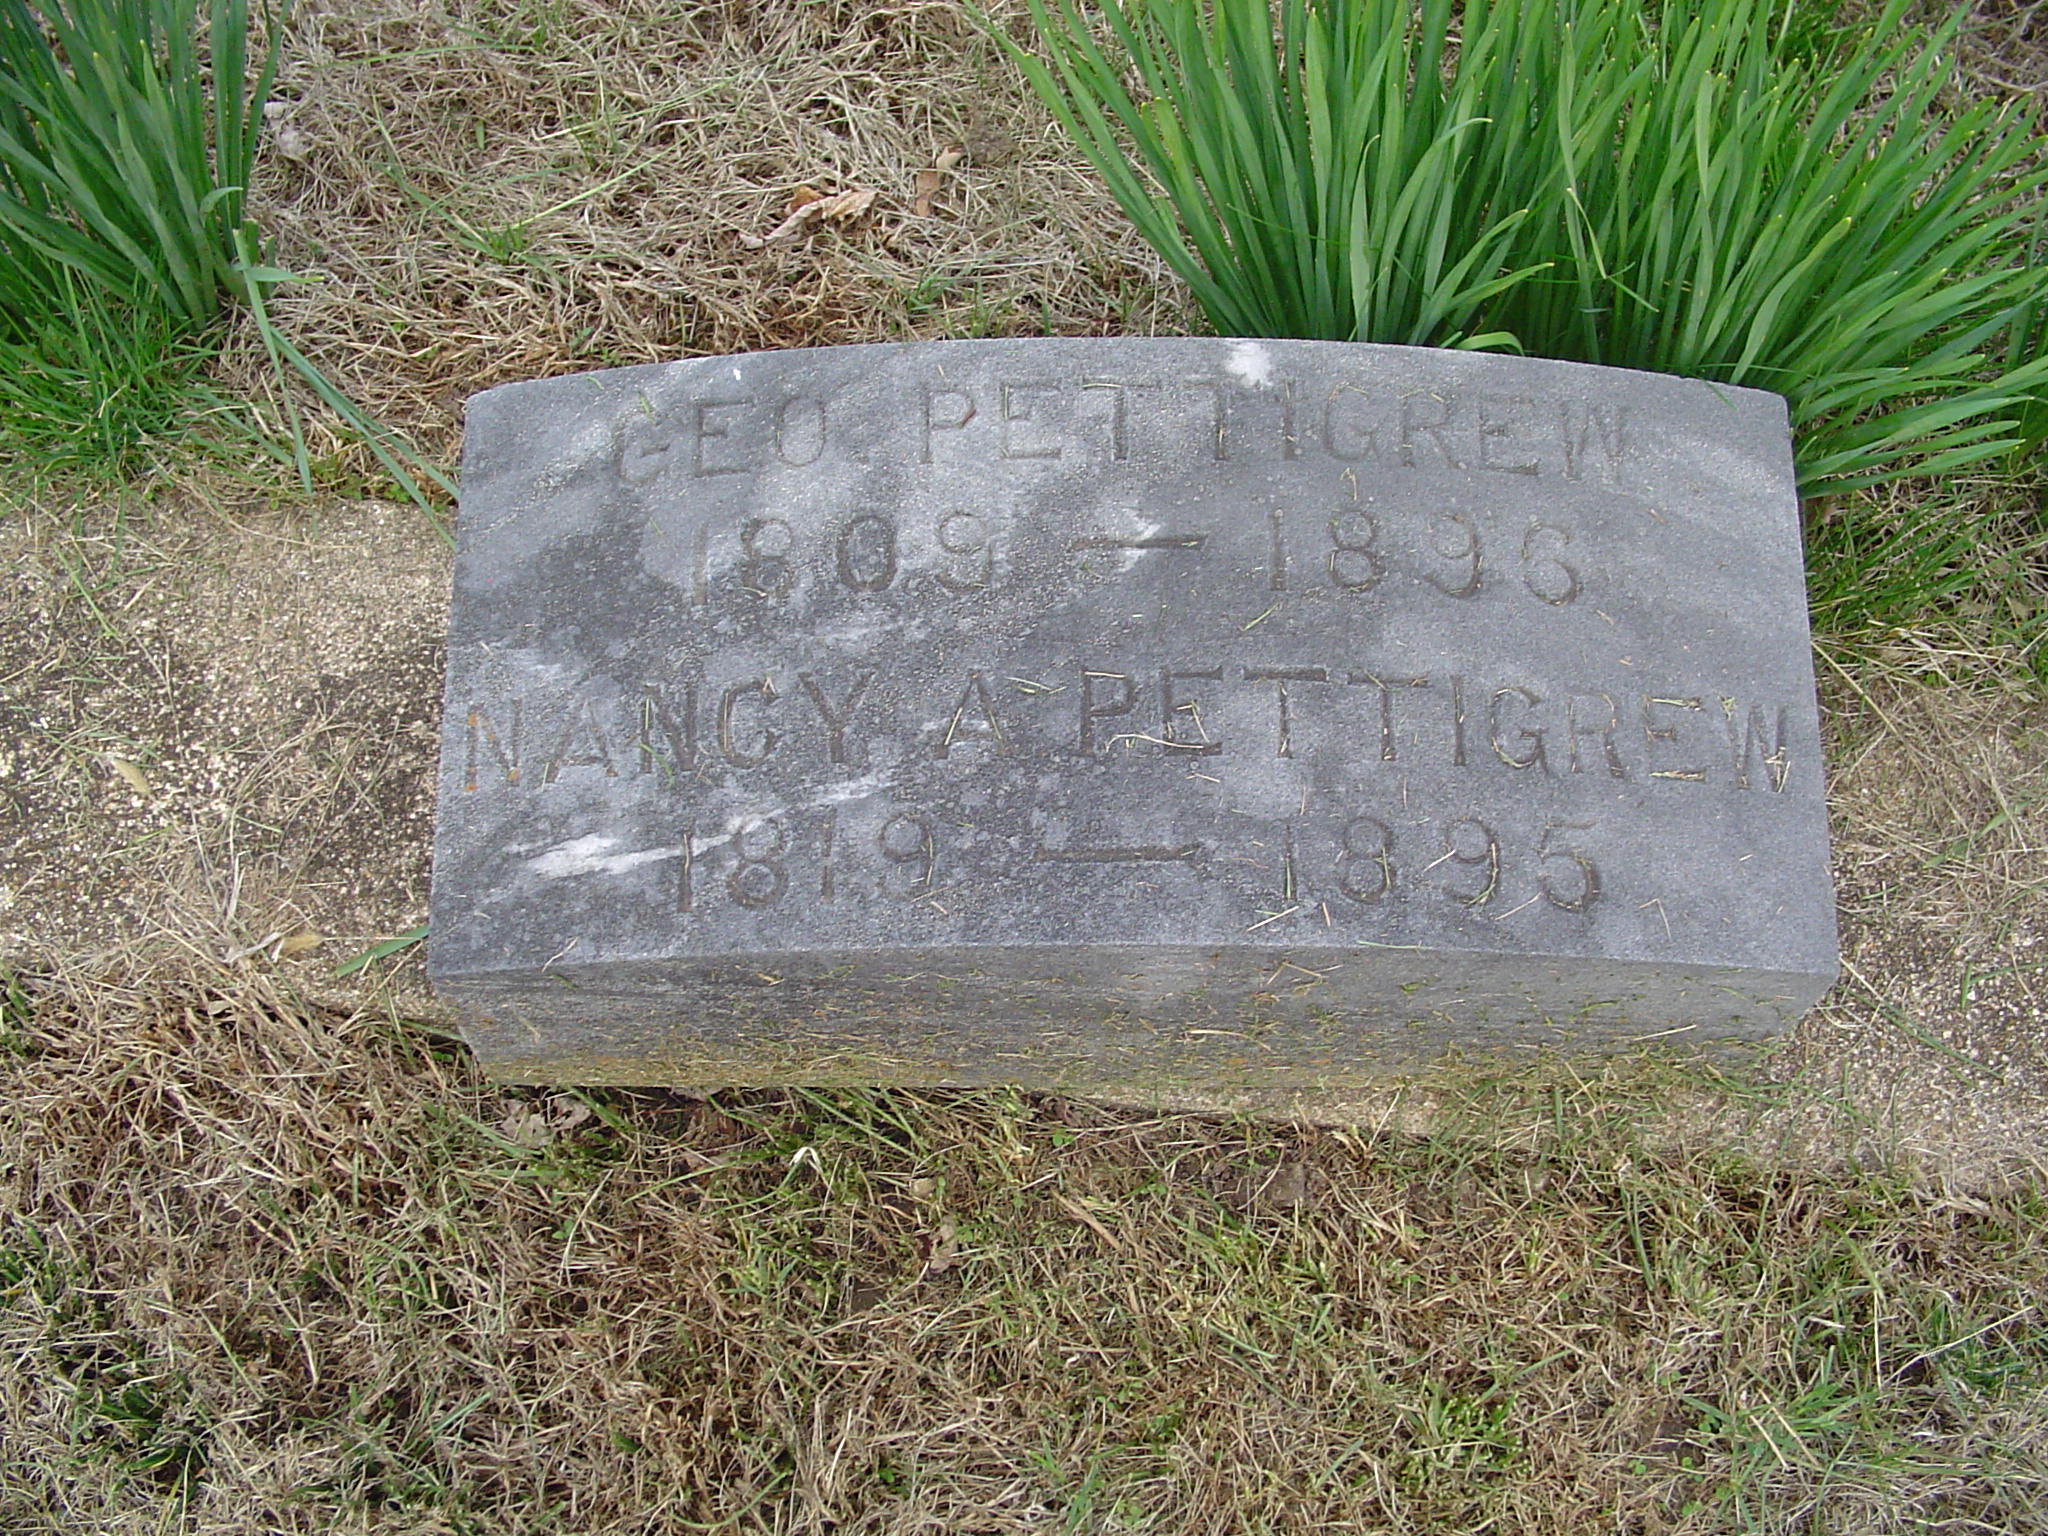 GEO. PETTIGREW
1809 — 1896
NANCY A. PETTIGREW
1819 — 1895